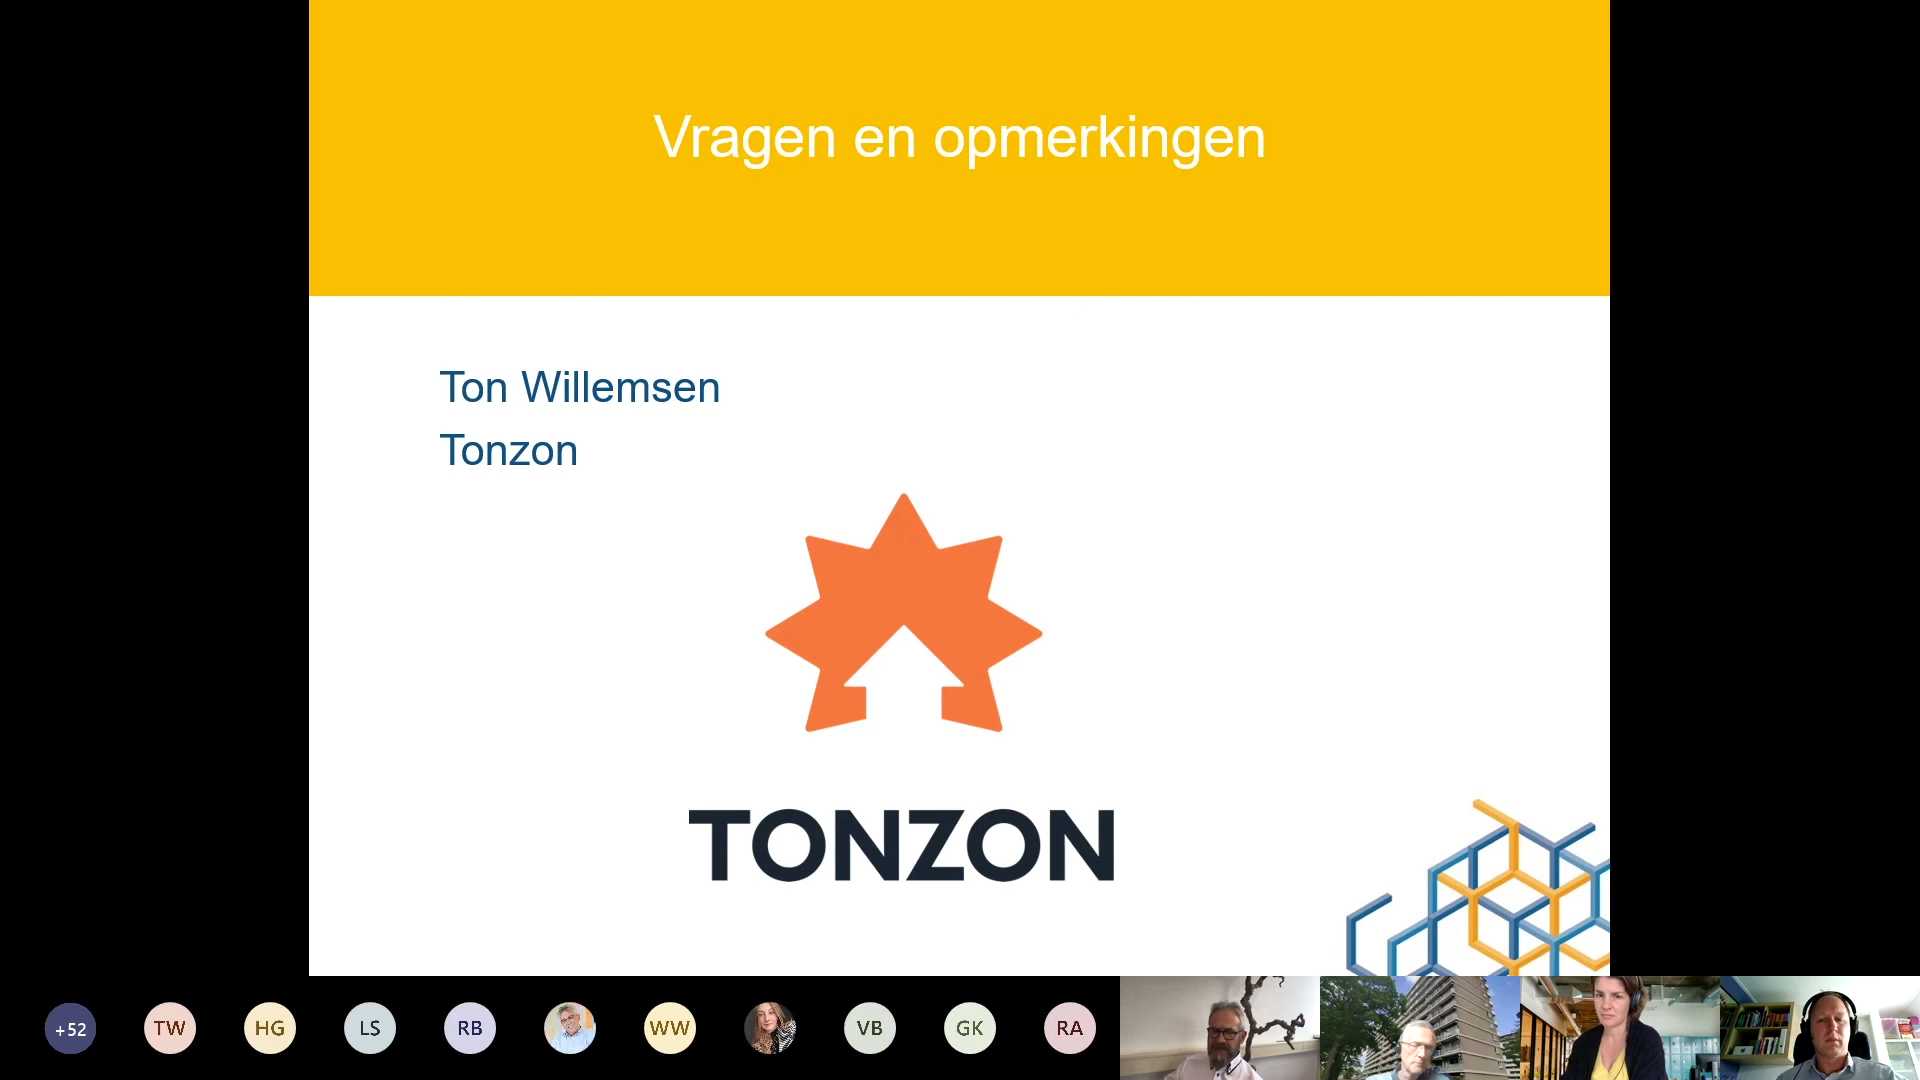 Vragen en opmerkingen
Ton Willemsen
Tonzon
TONZON
+52
TW
HG
LS
RB
WW
VB
GK
RA